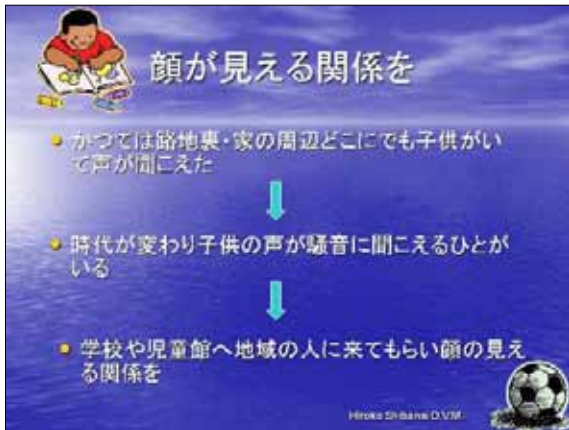 顔が見える関係を
• かつては路地裏・家の周辺どこにでも子供がい
て声が聞こえた
• 時代が変わり子供の声が騒音に聞こえるひとが
いる
• 学校や児童館へ地域の人に来てもらい顔の見え
る関係を
Hiroko D.V.M.